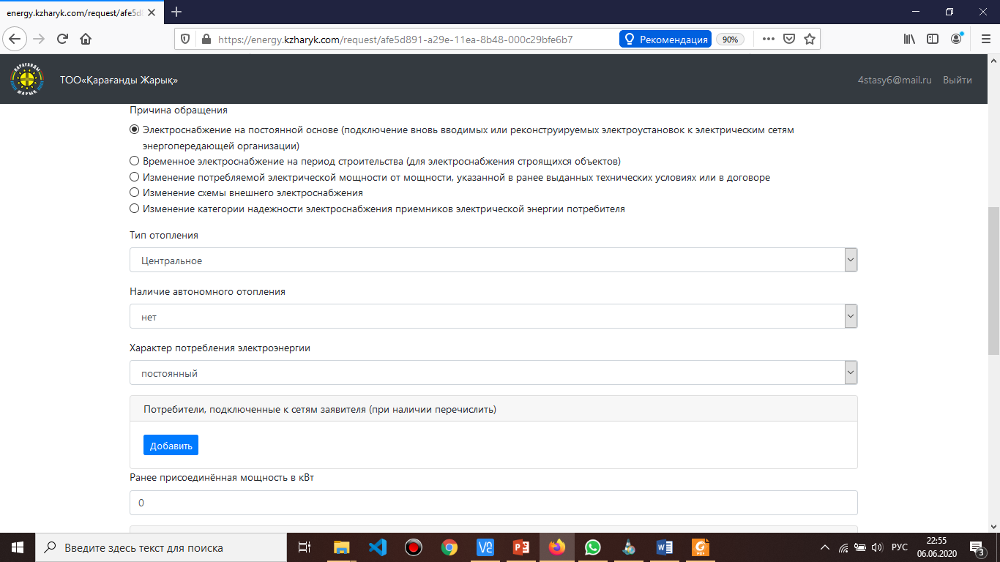 energy.kzharyk.com/request/afe5d8
https://energy.kzharyk.com/request/afe5d891-a29e-11ea-8b48-000c29bfe6b7
Рекомендация
90%
ҚАРАҒАНДЫ
ЖАРЫҚ
ТОО«Қарағанды Жарық»
4stasy6@mail.ru
Выйти
Причина обращения
Электроснабжение на постоянной основе (подключение вновь вводимых или реконструируемых электроустановок к электрическим сетям
энергопередающей организации)
Временное электроснабжение на период строительства (для электроснабжения строящихся объектов)
Изменение потребляемой электрической мощности от мощности, указанной в ранее выданных технических условиях или в договоре
Изменение схемы внешнего электроснабжения
Изменение категории надежности электроснабжения приемников электрической энергии потребителя
Тип отопления
Центральное
Наличие автономного отопления
нет
Характер потребления электроэнергии
постоянный
Потребители, подключенные к сетям заявителя (при наличии перечислить)
Добавить
Ранее присоединённая мощность в кВт
0
Введите здесь текст для поиска
РУС
22:55
06.06.2020
3